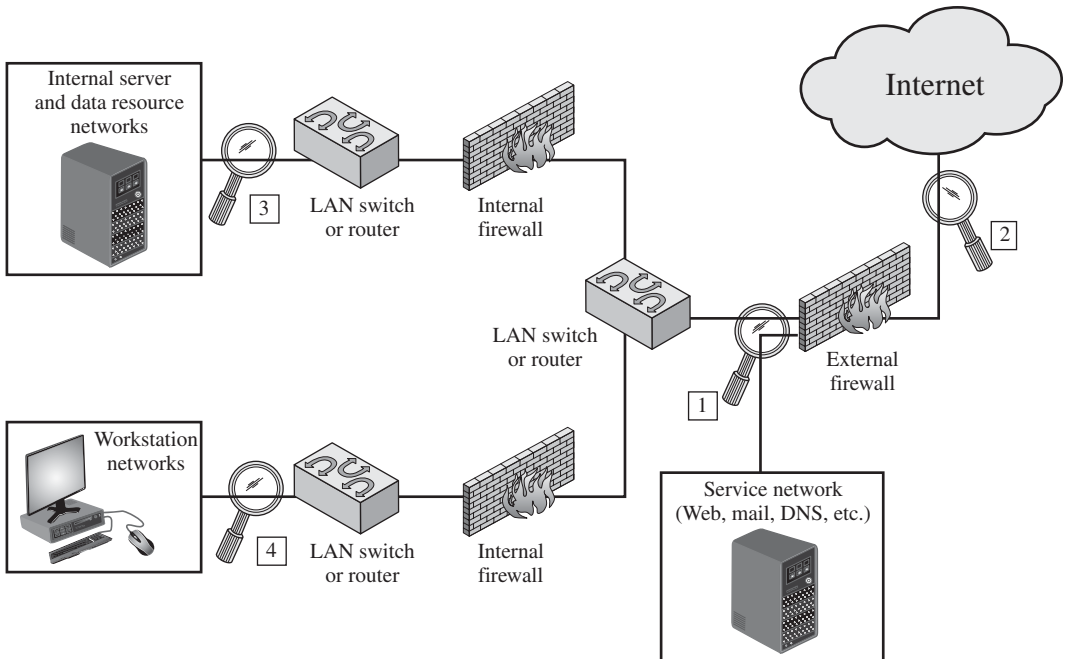 Internet
Internal server
and data resource
networks
3
LAN switch
or router
Internal
firewall
2
LAN switch
or router
External
firewall
1
Workstation
networks
4
LAN switch
or router
Internal
firewall
Service network
(Web, mail, DNS, etc.)